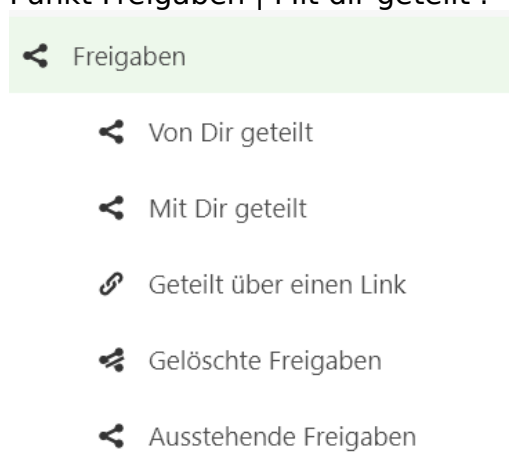 Punkt Freigaben | Mit dir geteilt :
Freigaben
Von Dir geteilt
Mit Dir geteilt
Geteilt über einen Link
Gelöschte Freigaben
Ausstehende Freigaben